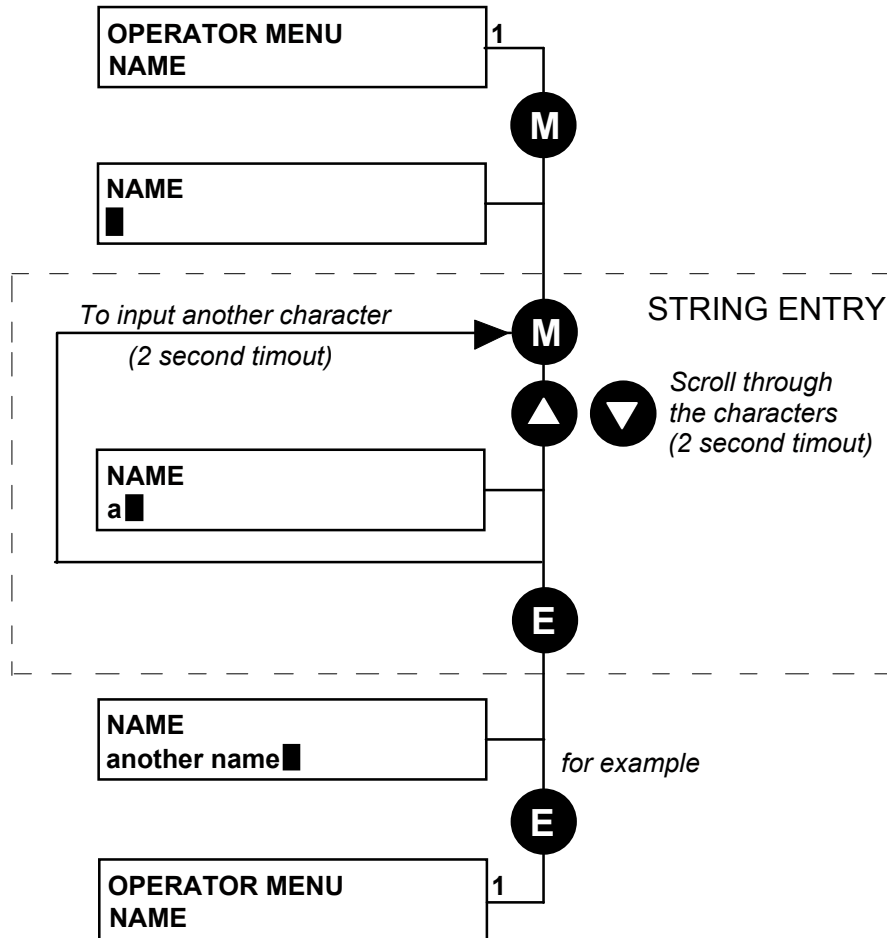 OPERATOR MENU
NAME
1
M
NAME
STRING ENTRY
To input another character
(2 second timout)
M
Scroll through
the characters
(2 second timout)
NAME
a
E
NAME
another name
for example
E
OPERATOR MENU
NAME
1